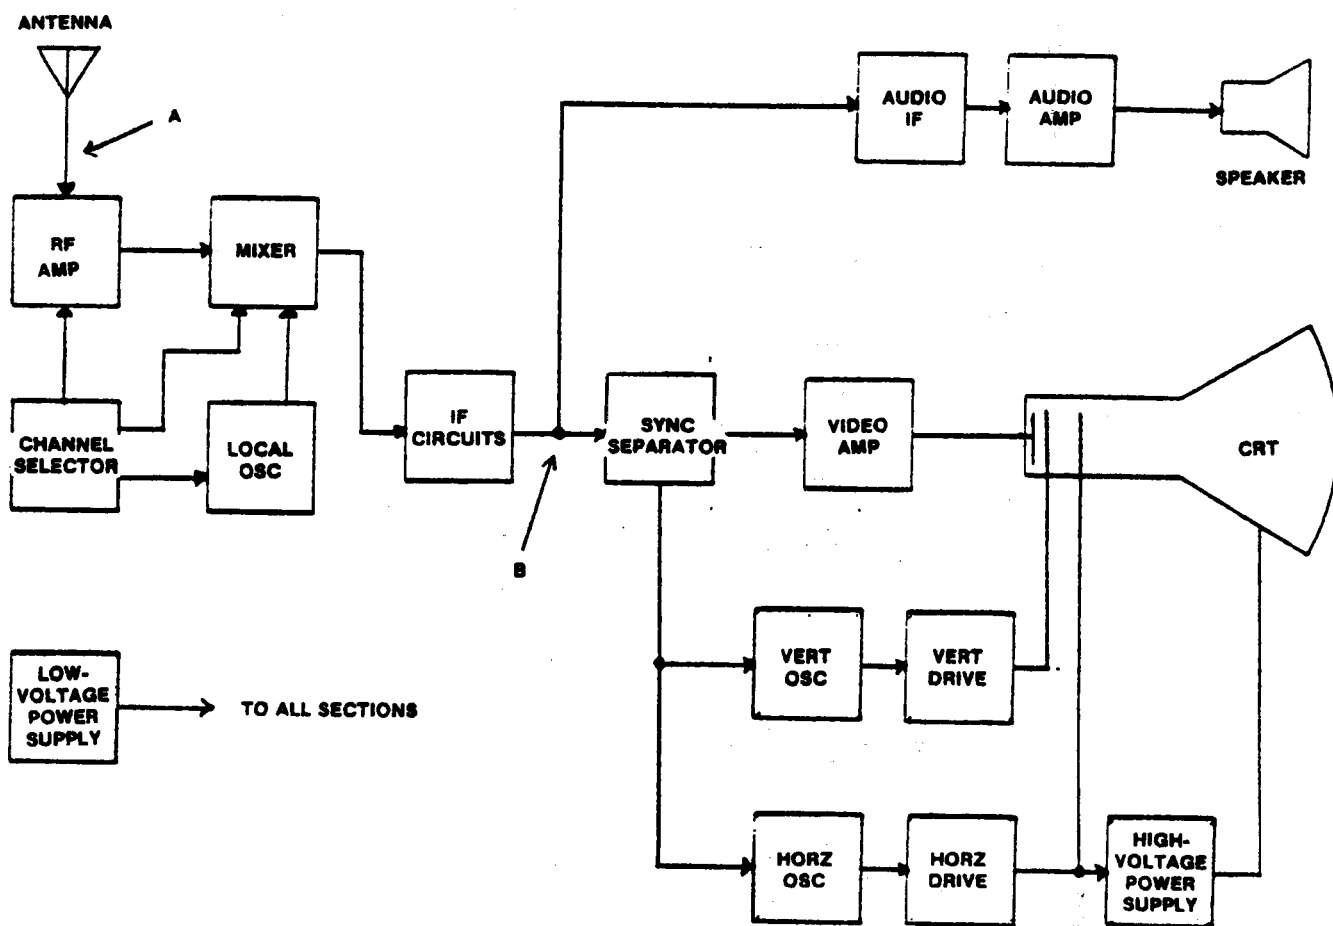 ANTENNA
A
AUDIO
IF
AUDIO
AMP
SPEAKER
RF
AMP
MIXER
CHANNEL
SELECTOR
LOCAL
OSC
IF
CIRCUITS
SYNC
SEPARATOR
VIDEO
AMP
CRT
B
LOW-
VOLTAGE
POWER
SUPPLY
TO ALL SECTIONS
VERT
OSC
VERT
DRIVE
HORZ
OSC
HORZ
DRIVE
HIGH-
VOLTAGE
POWER
SUPPLY